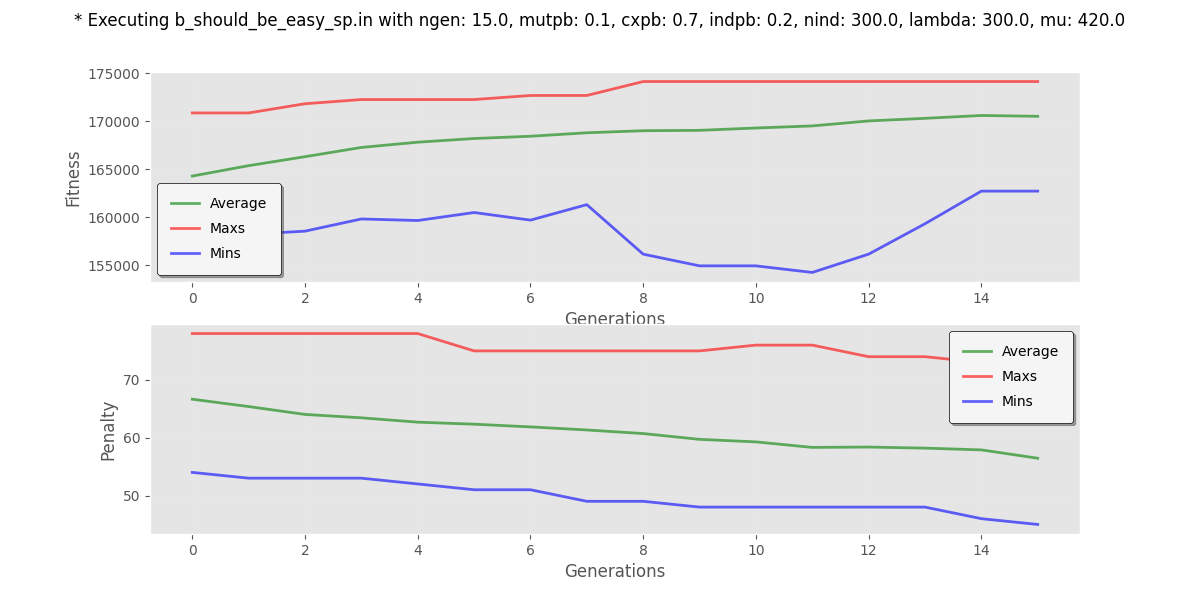 * Executing b_should_be_easy_sp.in with ngen: 15.0, mutpb: 0.1, cxpb: 0.7, indpb: 0.2, nind: 300.0, lambda: 300.0, mu: 420.0
175000
170000
165000
160000
155000
Fitness
Average
Maxs
Mins
0 2 4 6 8 10 12 14
Generations
70
60
50
Penalty
Average
Maxs
Mins
0 2 4 6 8 10 12 14
Generations